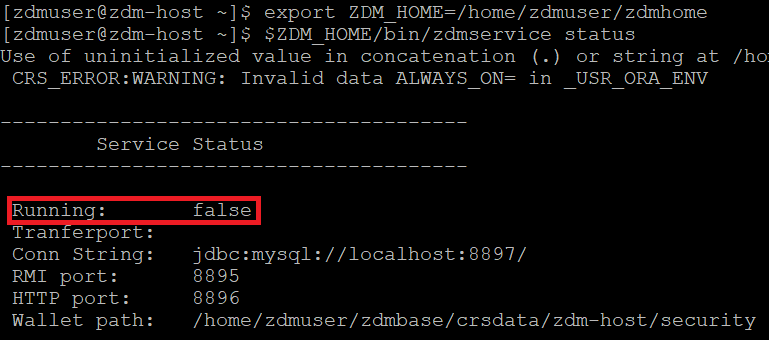 [zdmuser@zdm-host ~]$ export ZDM_HOME=/home/zdmuser/zdmhome
[zdmuser@zdm-host ~]$ $ZDM_HOME/bin/zdmservice status
Use of uninitialized value in concatenation (.) or string at /ho
CRS_ERROR:WARNING: Invalid data ALWAYS_ON= in _USR_ORA_ENV
---------------------------------------
Service Status
---------------------------------------
Running: false
Tranferport:
Conn String: jdbc:mysql://localhost:8897/
RMI port: 8895
HTTP port: 8896
Wallet path: /home/zdmuser/zdmbase/crsdata/zdm-host/security